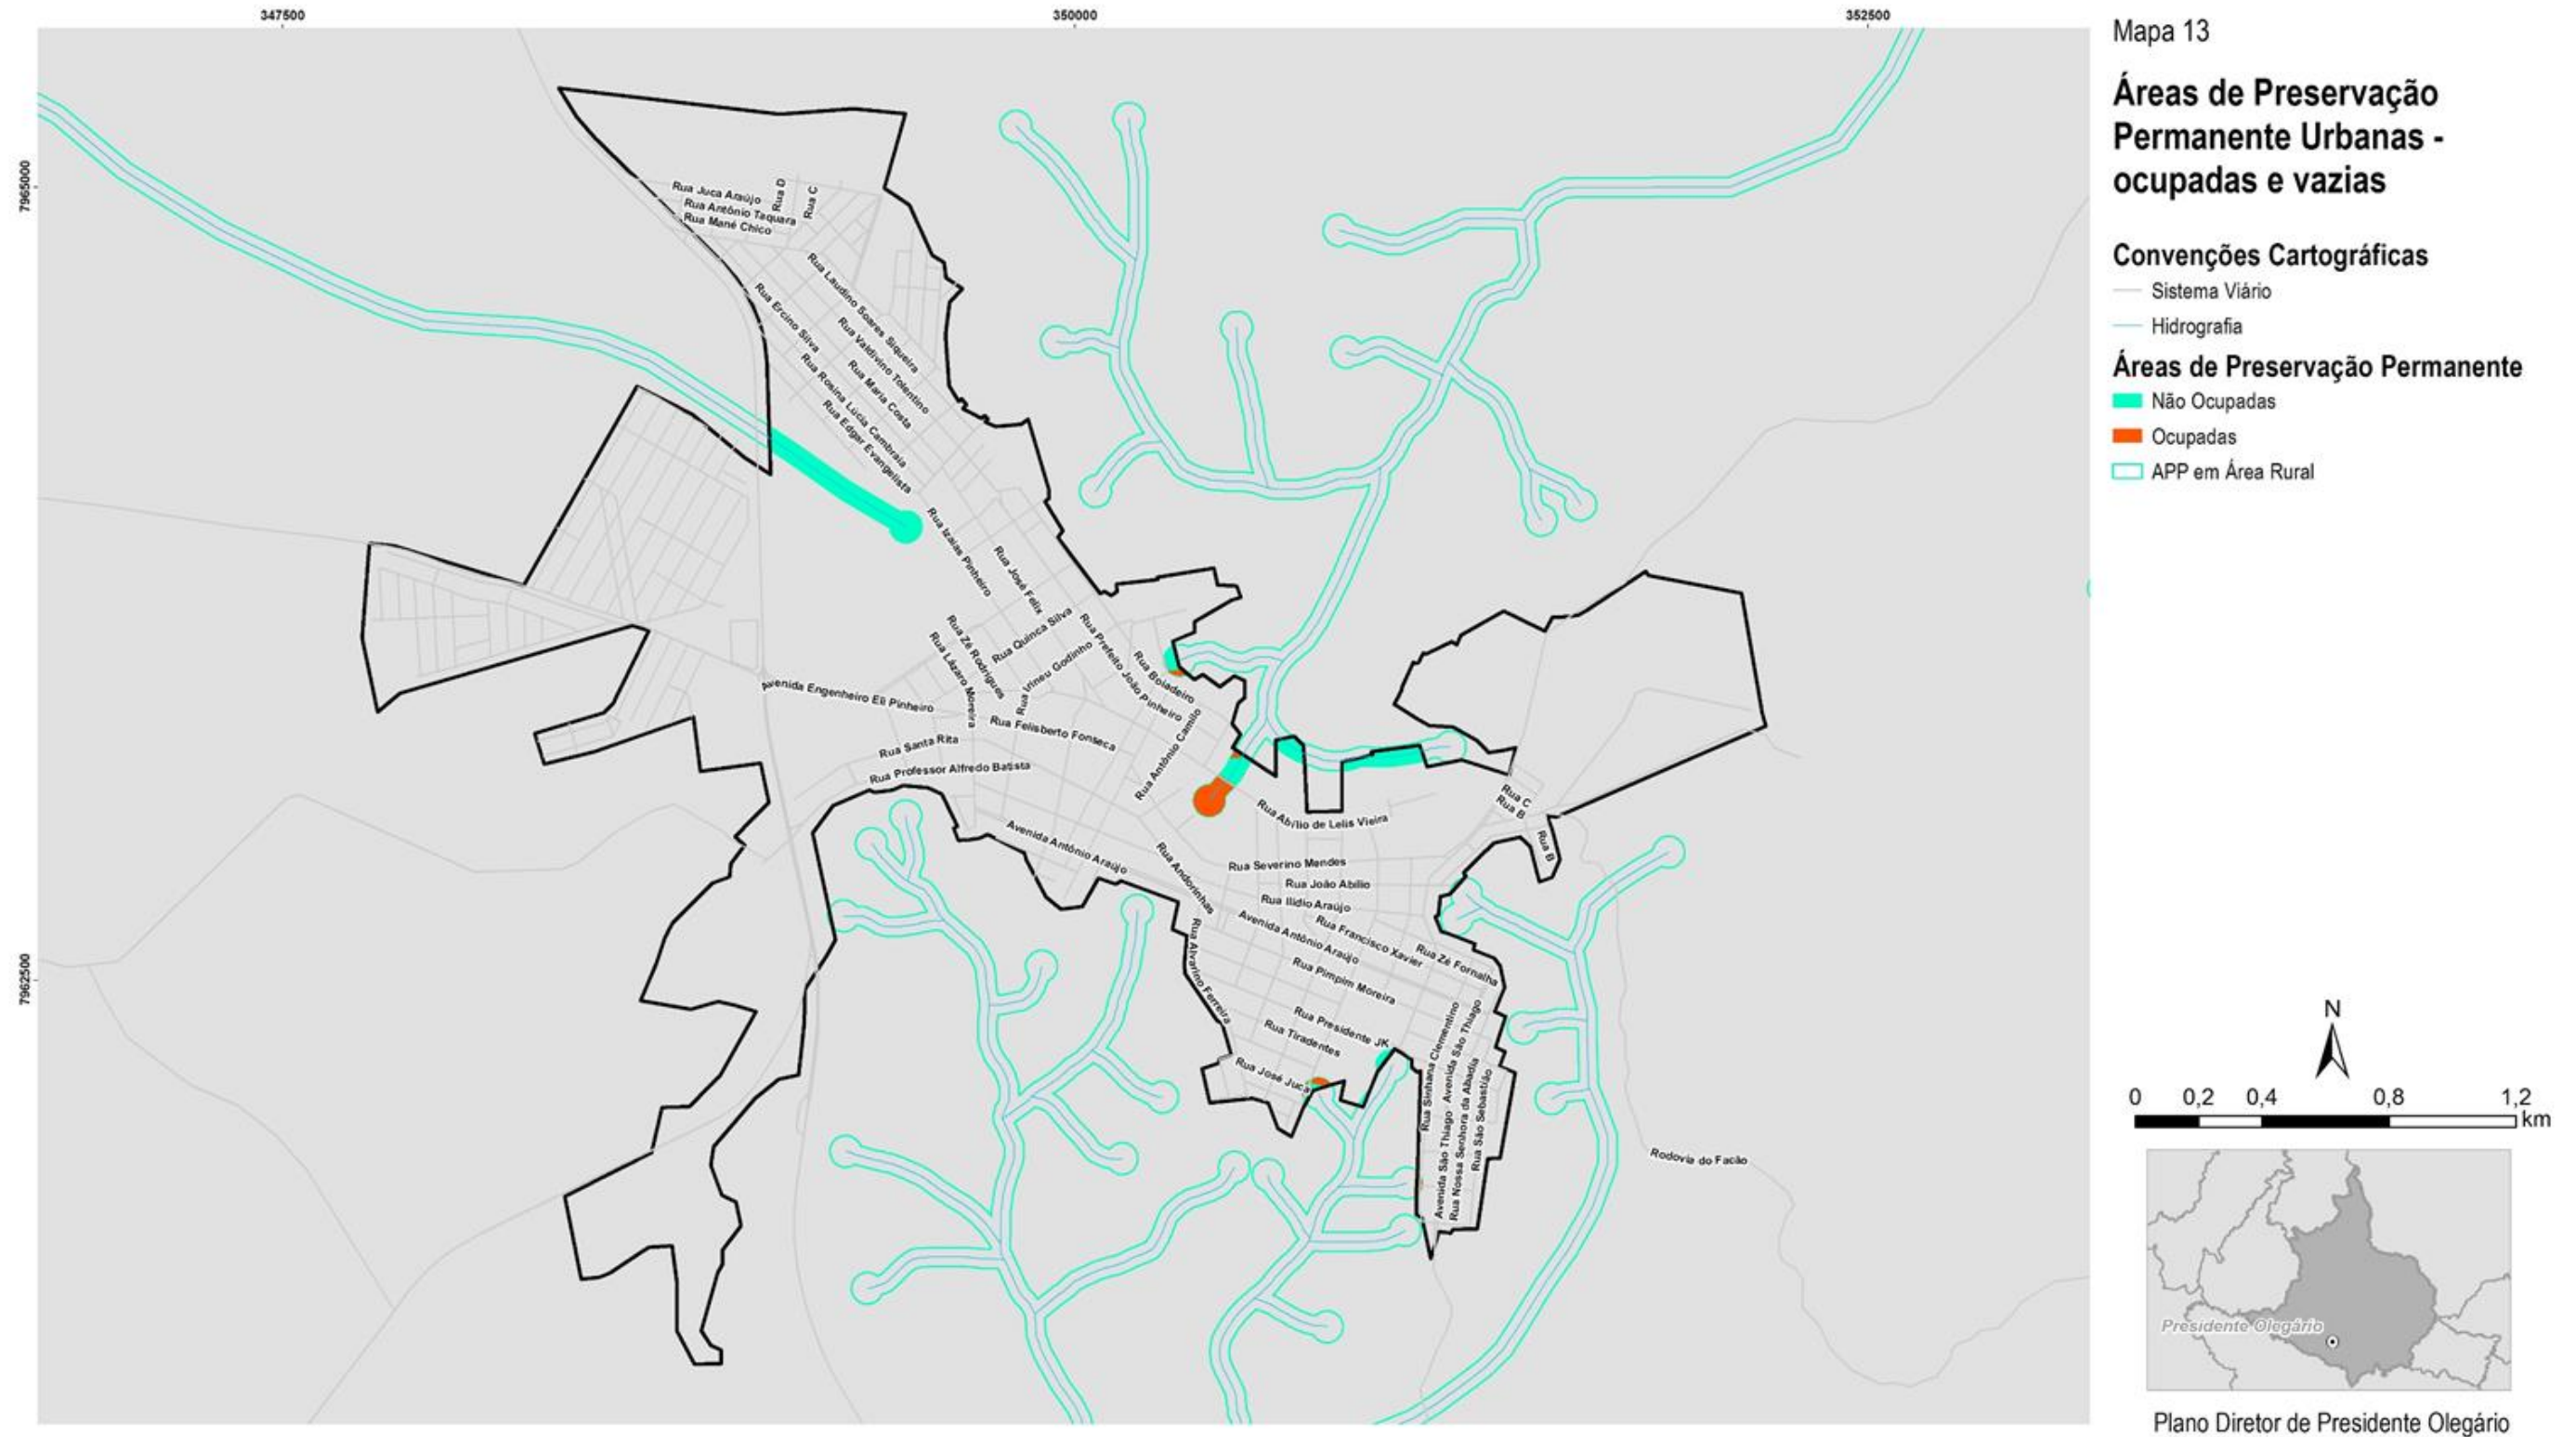 347500
350000
352500
7965000
7962500
Mapa 13
Áreas de Preservação
Permanente Urbanas -
ocupadas e vazias
Convenções Cartográficas
Sistema Viário
Hidrografia
Áreas de Preservação Permanente
Não Ocupadas
Ocupadas
APP em Área Rural
Rua Juca Araújo
Rua D
Rua C
Rua Antônio Taquara
Rua Mané Chico
Rua Laudino Soares Siqueira
Rua Ercino Silva
Rua Valdivino Tolentino
Rua Maria Costa
Rua Rosina Lúcia Cambraia
Rua Edgar Evangelista
Rua Izaias Pinheiro
Rua José Felix
Rua Quinca Silva
Rua Zé Rodrigues
Rua Lázaro Moreira
Rua Irineu Godinho
Rua Prefeito João Pinheiro
Rua Boiadeiro
Avenida Engenheiro Eli Pinheiro
Rua Felisberto Fonseca
Rua Antônio Camilo
Rua Santa Rita
Rua Professor Alfredo Batista
Rua C
Rua B
Rua B
Rua Abílio de Lelis Vieira
Avenida Antônio Araújo
Rua Andorinhas
Rua Severino Mendes
Rua João Abílio
Rua Ilídio Araújo
Avenida Antônio Araújo
Rua Francisco Xavier
Rua Zé Fornalha
Rua Alvarino Ferreira
Rua Pimpim Moreira
Rua Presidente JK
Rua Tiradentes
Rua José Juca
Rua Sinhana Clementino
Avenida São Thiago
Avenida São Thiago
Rua Nossa Senhora da Abadia
Rua São Sebastião
Rodovia do Facão
N
0 0,2 0,4 0,8 1,2
km
Presidente Olegário
Plano Diretor de Presidente Olegário